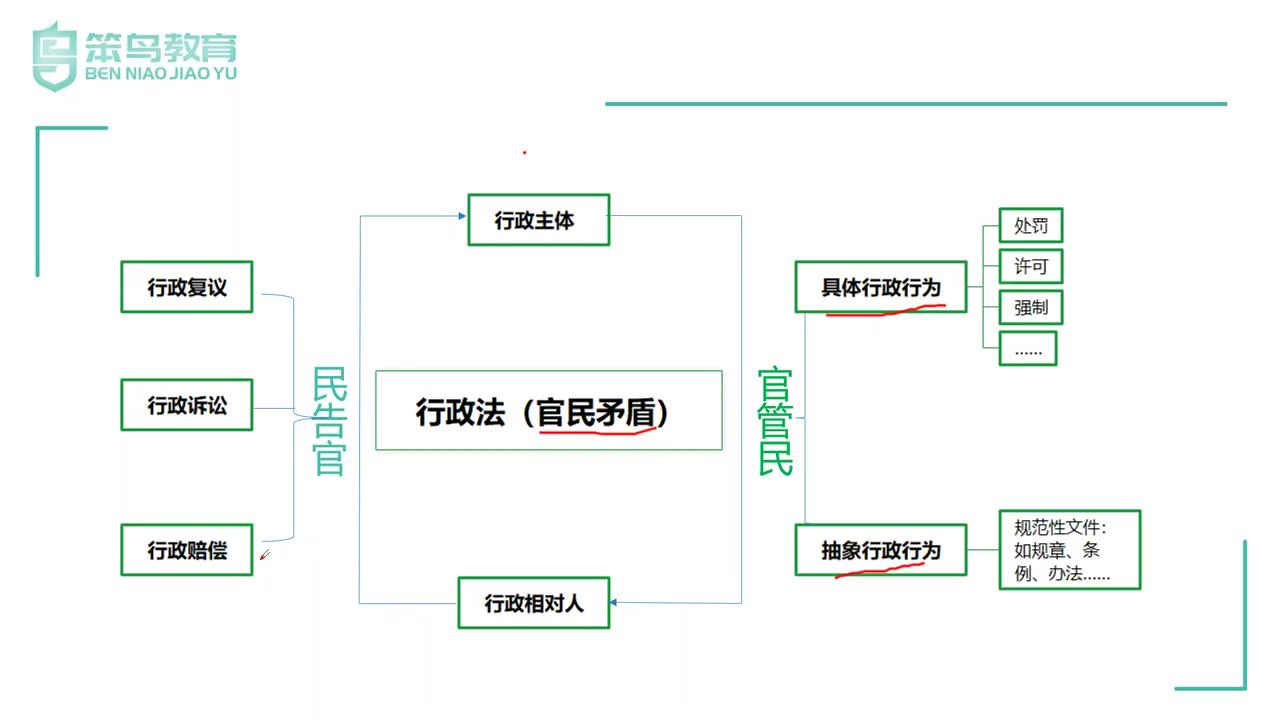 笨鸟教育
BEN NIAO JIAO YU
行政主体
行政复议
行政诉讼
行政赔偿
民告官
行政法（官民矛盾）
官管民
行政相对人
具体行政行为
处罚
许可
强制
......
抽象行政行为
规范性文件：
如规章、条
例、办法......